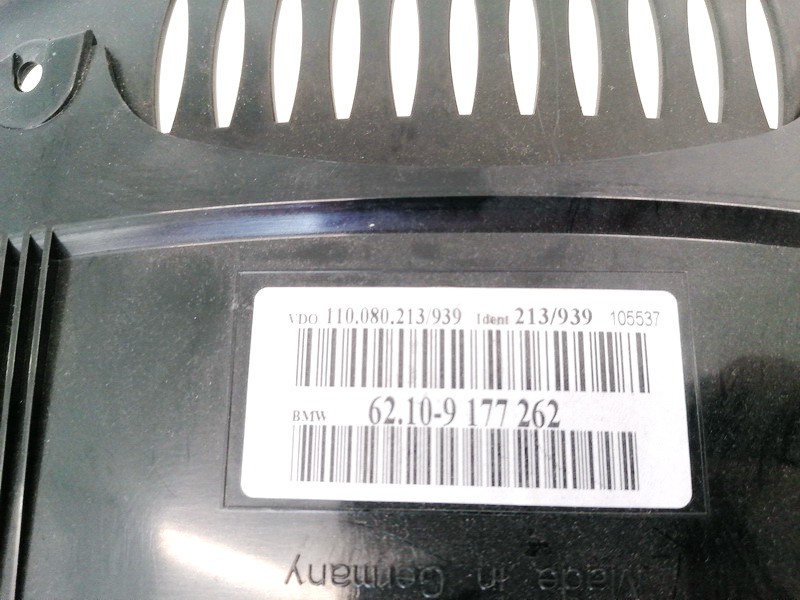 VDO 110.080.213/939 Ident 213/939 105537
BMW 62.10-9 177 262
Made in Germany